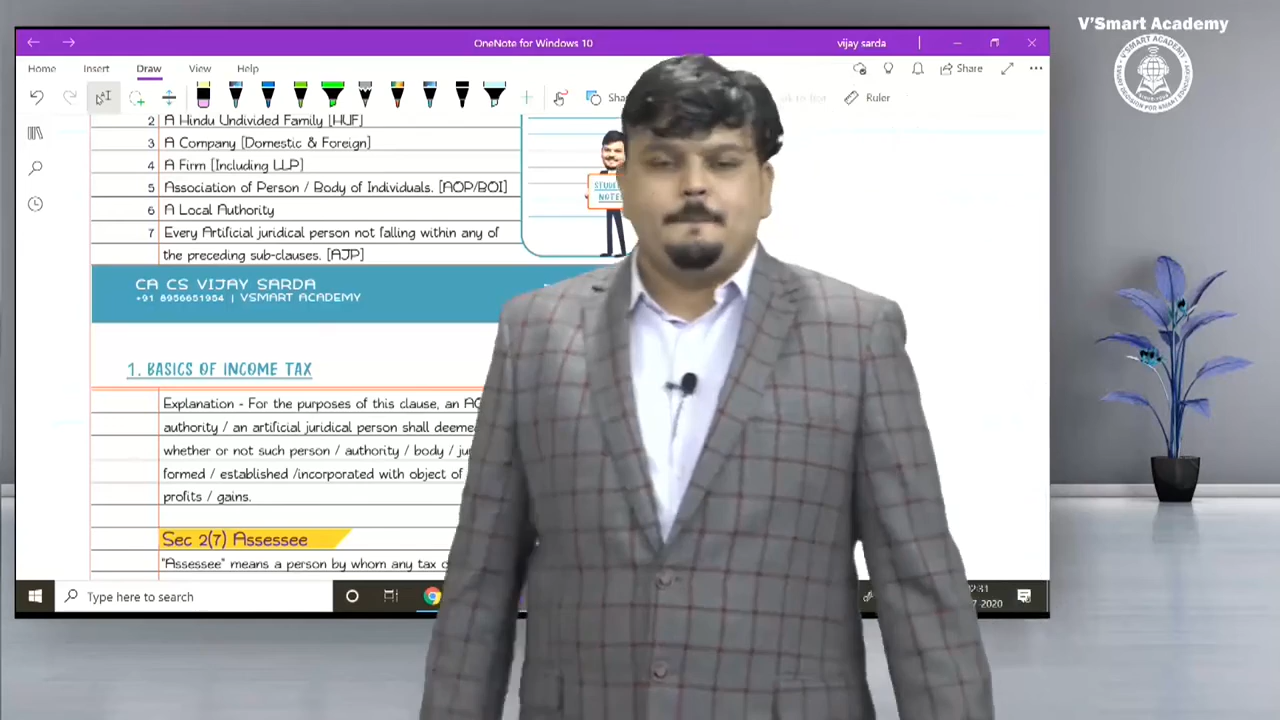 V'Smart Academy
OneNote for Windows 10
vijay sarda
Home Insert Draw View Help
Share
Ruler
2 A Hindu Undivided Family [HUF]
3 A Company [Domestic & Foreign]
4 A Firm [Including LLP]
5 Association of Person / Body of Individuals. [AOP/BOI]
6 A Local Authority
7 Every Artificial juridical person not falling within any of
the preceding sub-clauses. [AJP]
CA CS VIJAY SARDA
+91 8956651954 | VSMART ACADEMY
1. BASICS OF INCOME TAX
Explanation - For the purposes of this clause, an
authority / an artificial juridical person shall
whether or not such person / authority / body /
formed / established /incorporated with object of
profits / gains.
Sec 2(7) Assessee
"Assessee" means a person by whom any tax
Type here to search